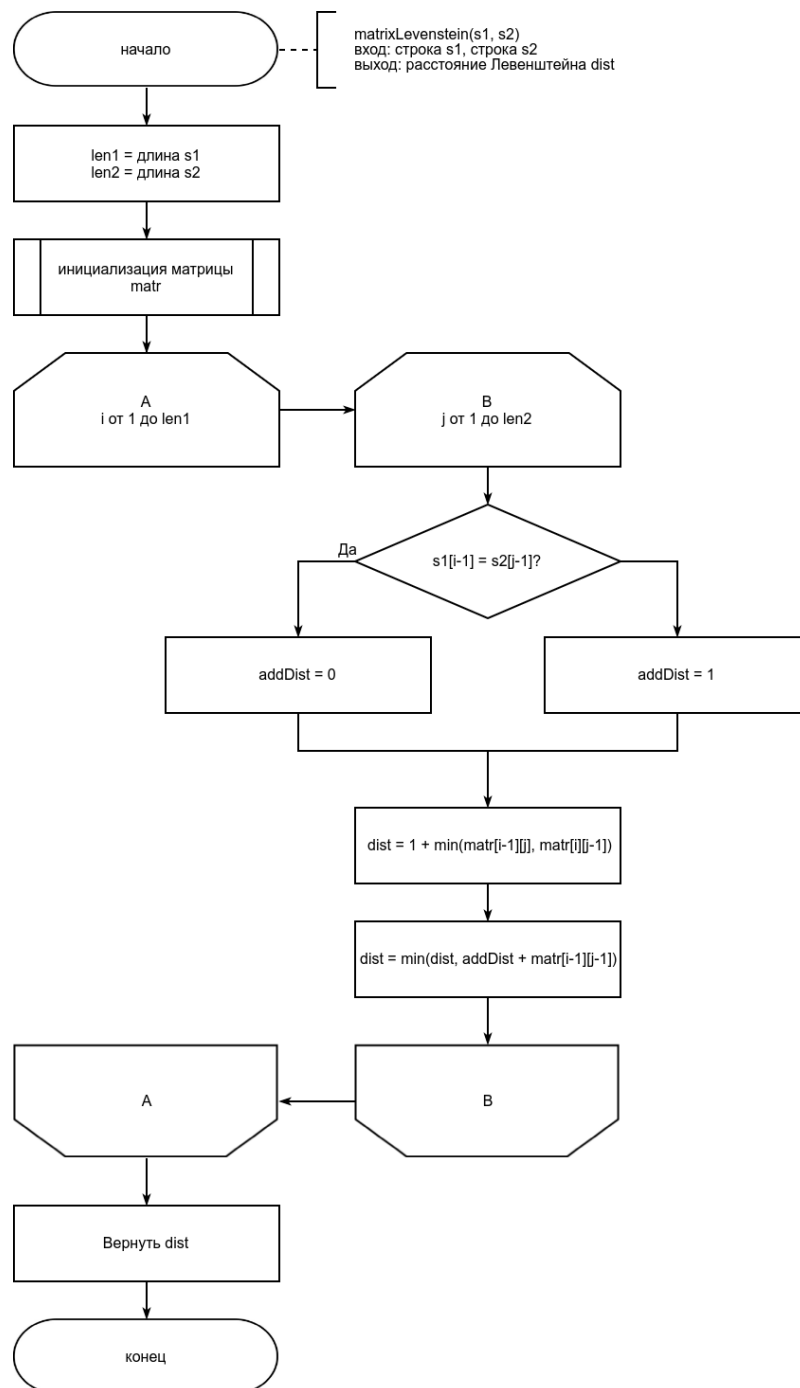 начало
matrixLevenstein(s1, s2)
вход: строка s1, строка s2
выход: расстояние Левенштейна dist
len1 = длина s1
len2 = длина s2
инициализация матрицы
matr
A
i от 1 до len1
B
j от 1 до len2
s1[i-1] = s2[j-1]?
Да
addDist = 0
addDist = 1
dist = 1 + min(matr[i-1][j], matr[i][j-1])
dist = min(dist, addDist + matr[i-1][j-1])
A
B
Вернуть dist
конец